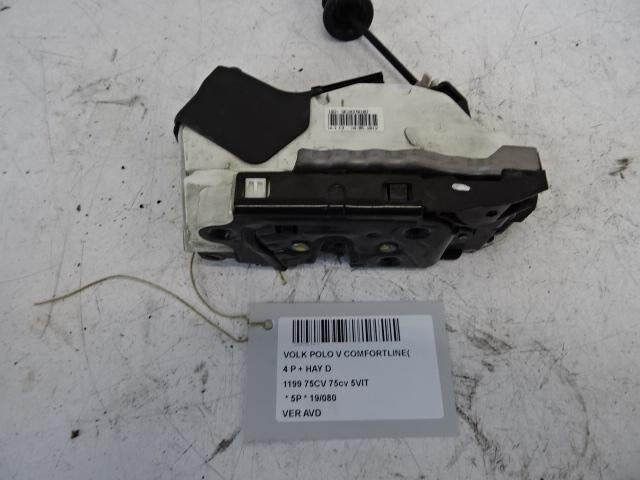 VOLK POLO V COMFORTLINE(
4 P + HAY D
1199 75CV 75cv 5VIT
* 5P * 19/080
VER AVD